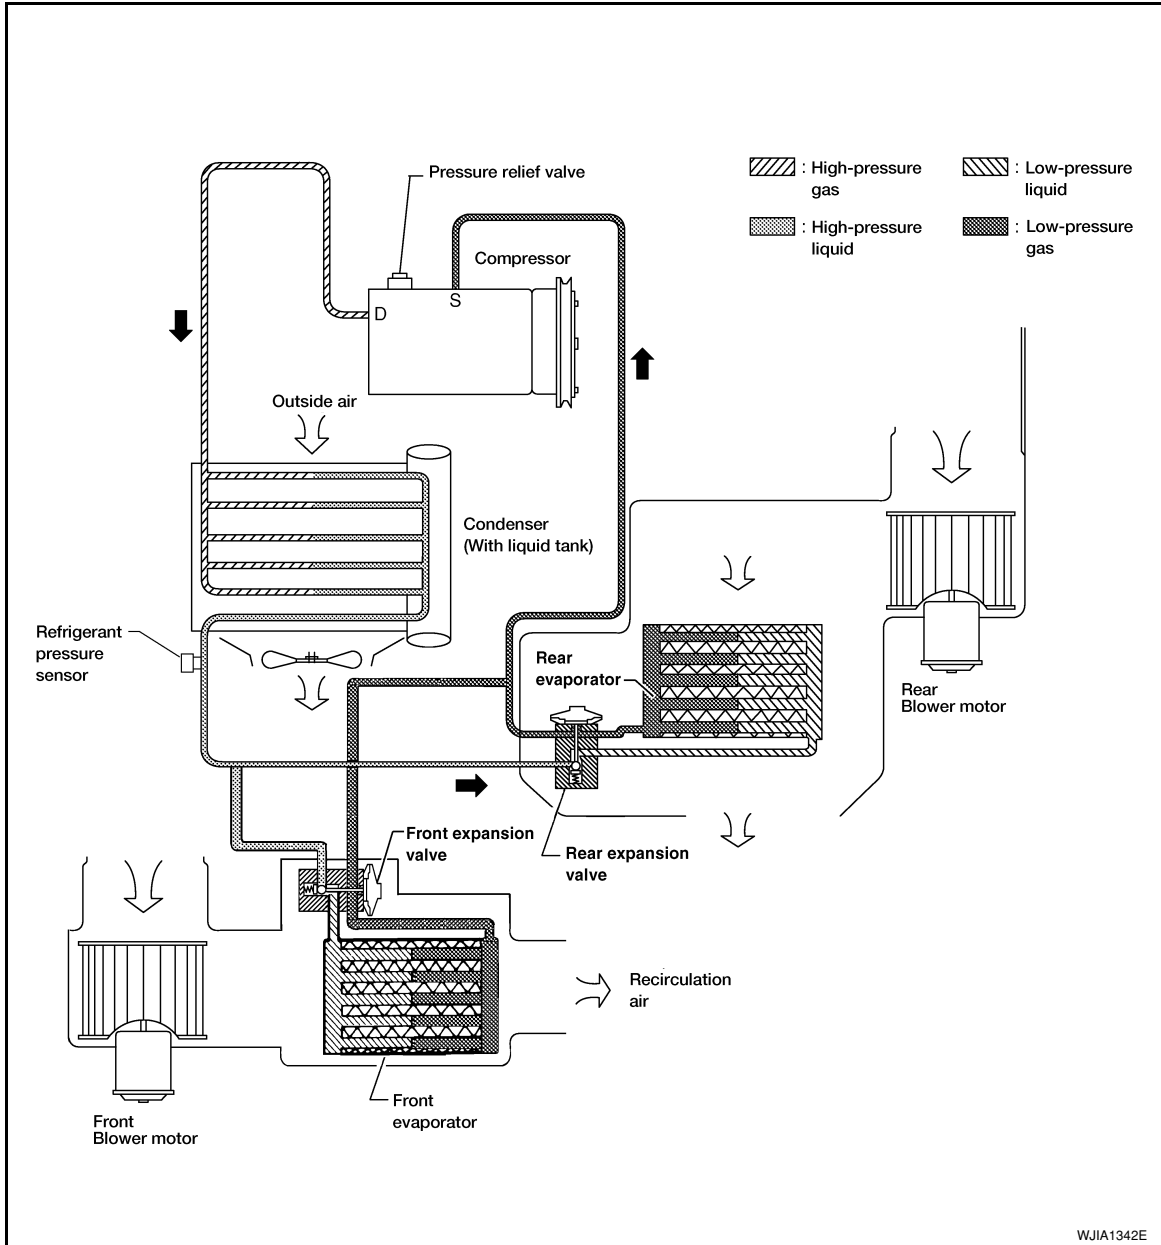 Pressure relief valve
: High-pressure
gas
: Low-pressure
liquid
: High-pressure
liquid
: Low-pressure
gas
Compressor
S
D
Outside air
Condenser
(With liquid tank)
Refrigerant
pressure
sensor
Rear
evaporator
Rear
Blower motor
Front expansion
valve
Rear expansion
valve
Recirculation
air
Front
evaporator
Front
Blower motor
WJIA1342E